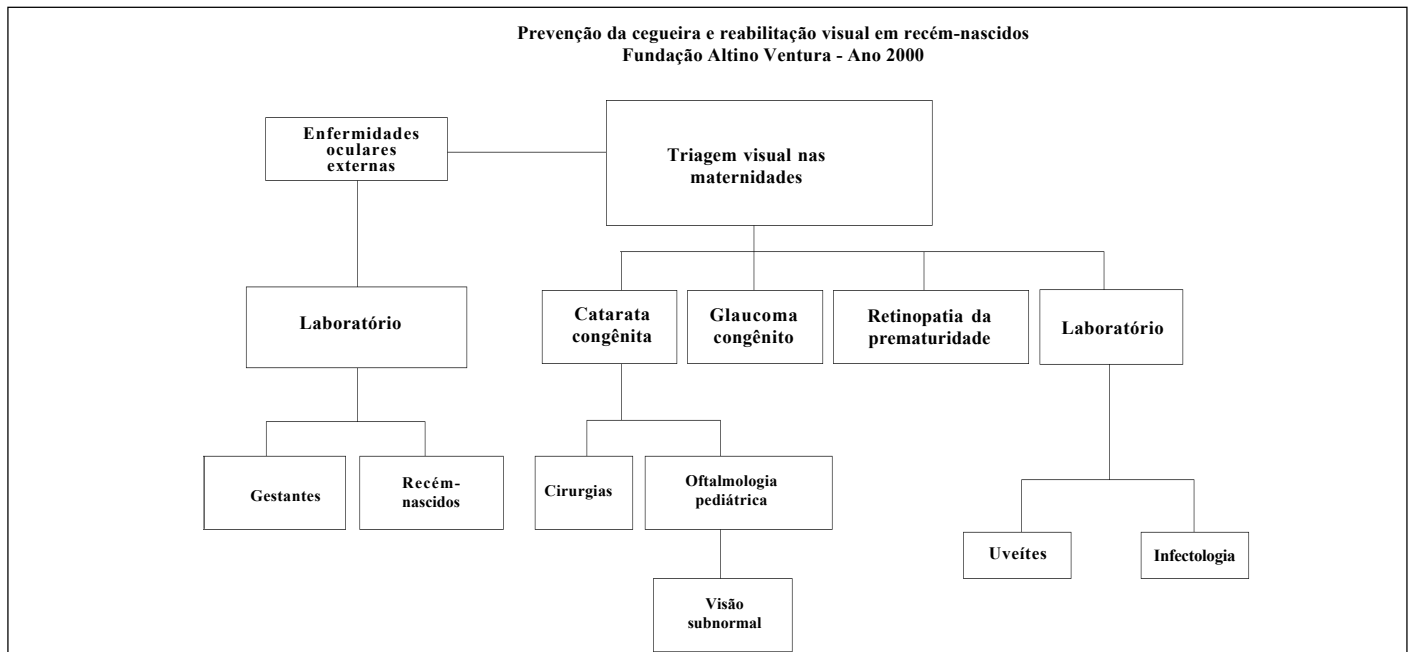 Prevenção da cegueira e reabilitação visual em recém-nascidos
Fundação Altino Ventura - Ano 2000
Enfermidades
oculares
externas
Triagem visual nas
maternidades
Laboratório
Catarata
congênita
Glaucoma
congênito
Retinopatia da
prematuridade
Laboratório
Gestantes
Recém-
nascidos
Cirurgias
Oftalmologia
pediátrica
Uveítes
Infectologia
Visão
subnormal